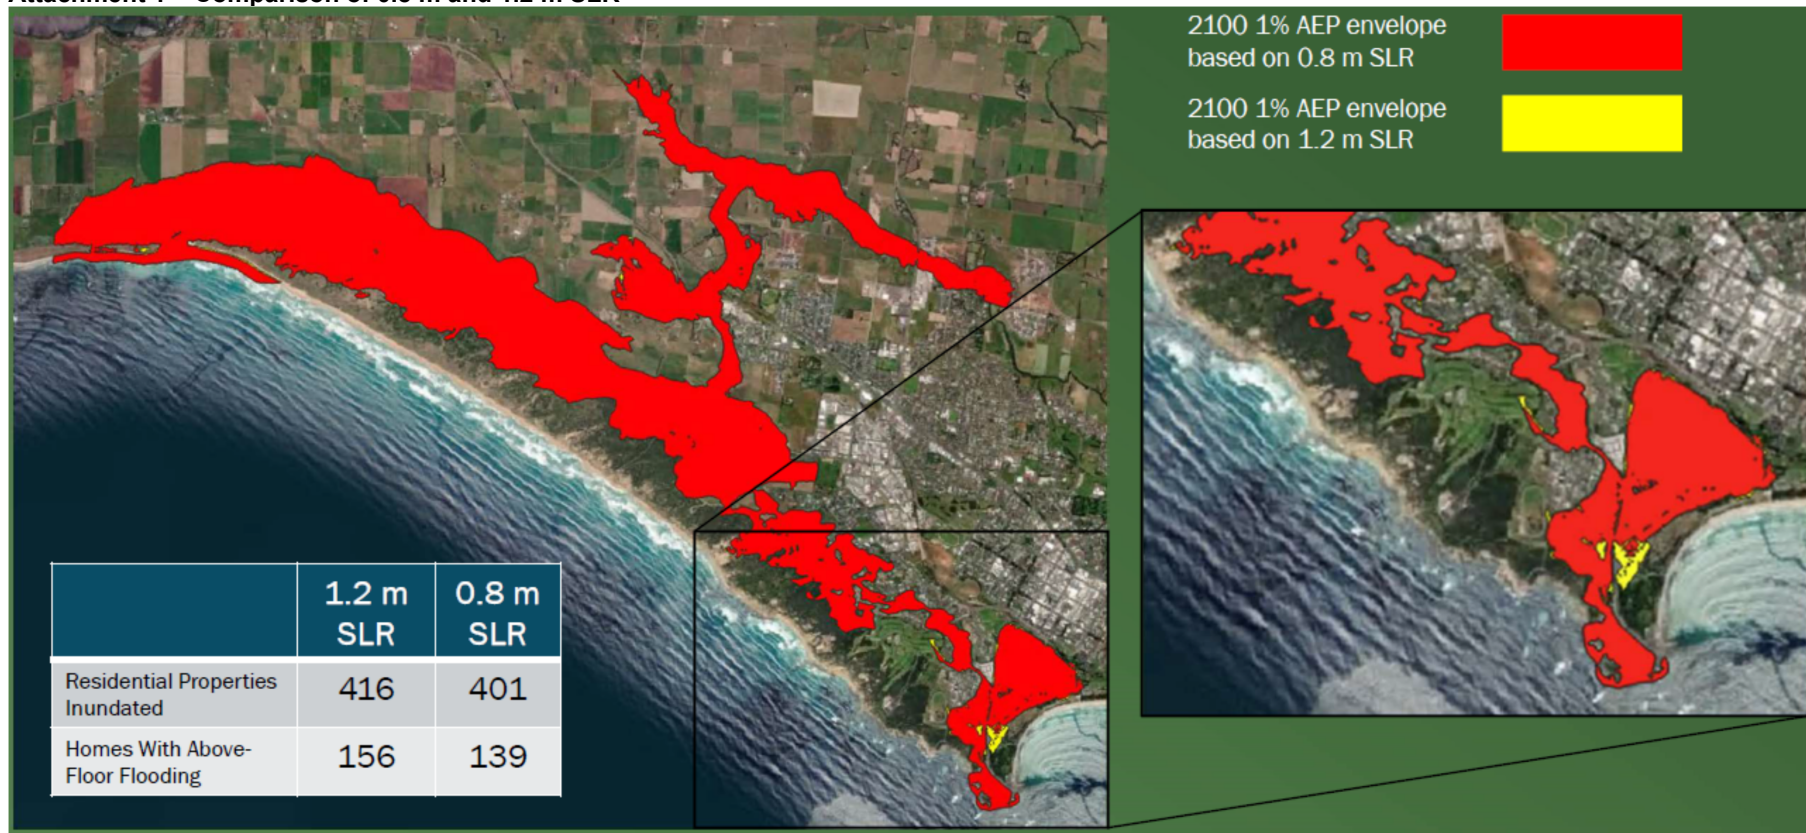 2100 1% AEP envelope
based on 0.8 m SLR
2100 1% AEP envelope
based on 1.2 m SLR
1.2 m
SLR
0.8 m
SLR
Residential Properties
Inundated
416
401
Homes With Above-
Floor Flooding
156
139